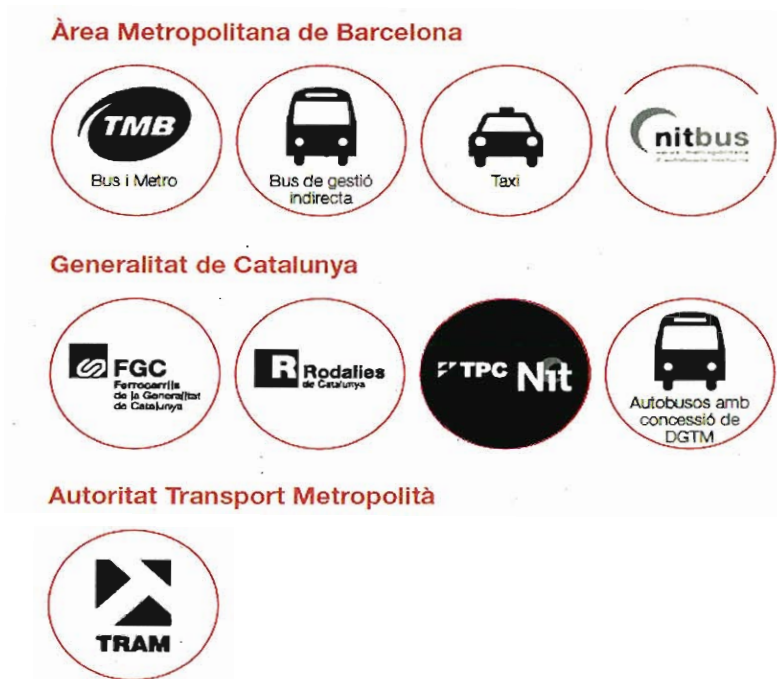 Àrea Metropolitana de Barcelona
TMB
Bus i Metro
Bus de gestió
indirecta
Taxi
nitbus
Generalitat de Catalunya
FGC
Ferrocarrils
de la Generalitat
de Catalunya
R Rodalies
de Catalunya
TPC Nit
Autobusos amb
concessió de
DGTM
Autoritat Transport Metropolità
TRAM